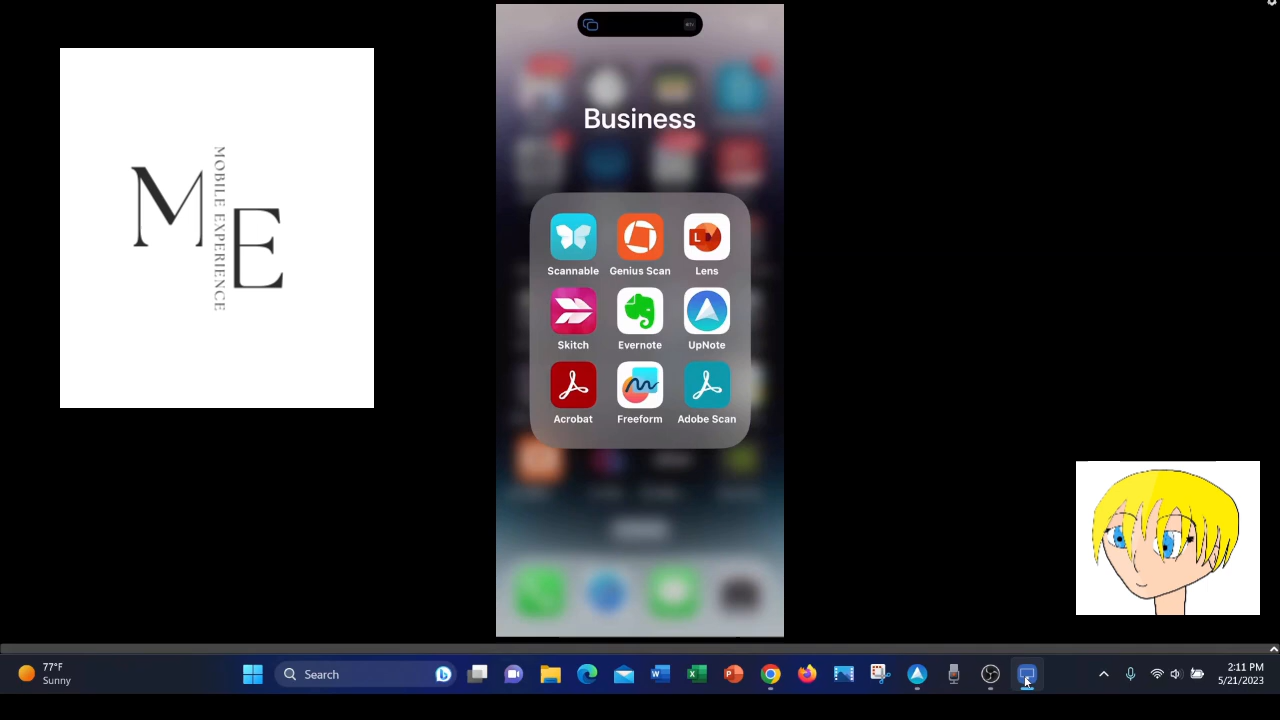 MOBILE EXPERIENCE
M
E
Business
Scannable
Genius Scan
L
Lens
Skitch
Evernote
UpNote
Acrobat
Freeform
Adobe Scan
77°F
Sunny
Search
2:11 PM
5/21/2023